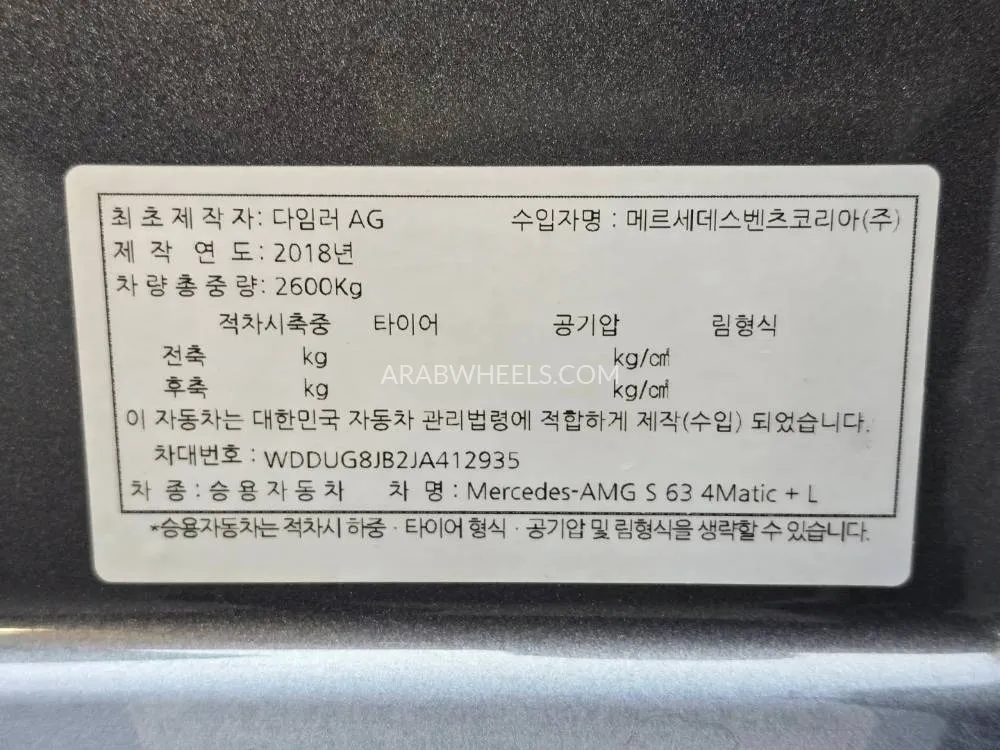 최초제작자: 다임러 AG 수입자명 : 메르세데스벤츠코리아(주)
제 작 연 도: 2018년
차량총중량: 2600Kg
적차시축중 타이어 공기압 림형식
전축 kg kg/㎠
후축 kg kg/㎠
ARABWHEELS.COM
이 자동차는 대한민국 자동차 관리법령에 적합하게 제작(수입) 되었습니다.
차대번호 : WDDUG8JB2JA412935
차 종 : 승용자동차 차 명 : Mercedes-AMG S 63 4Matic + L
*승용자동차는 적차시 하중 · 타이어 형식 · 공기압 및 림형식을 생략할 수 있습니다.